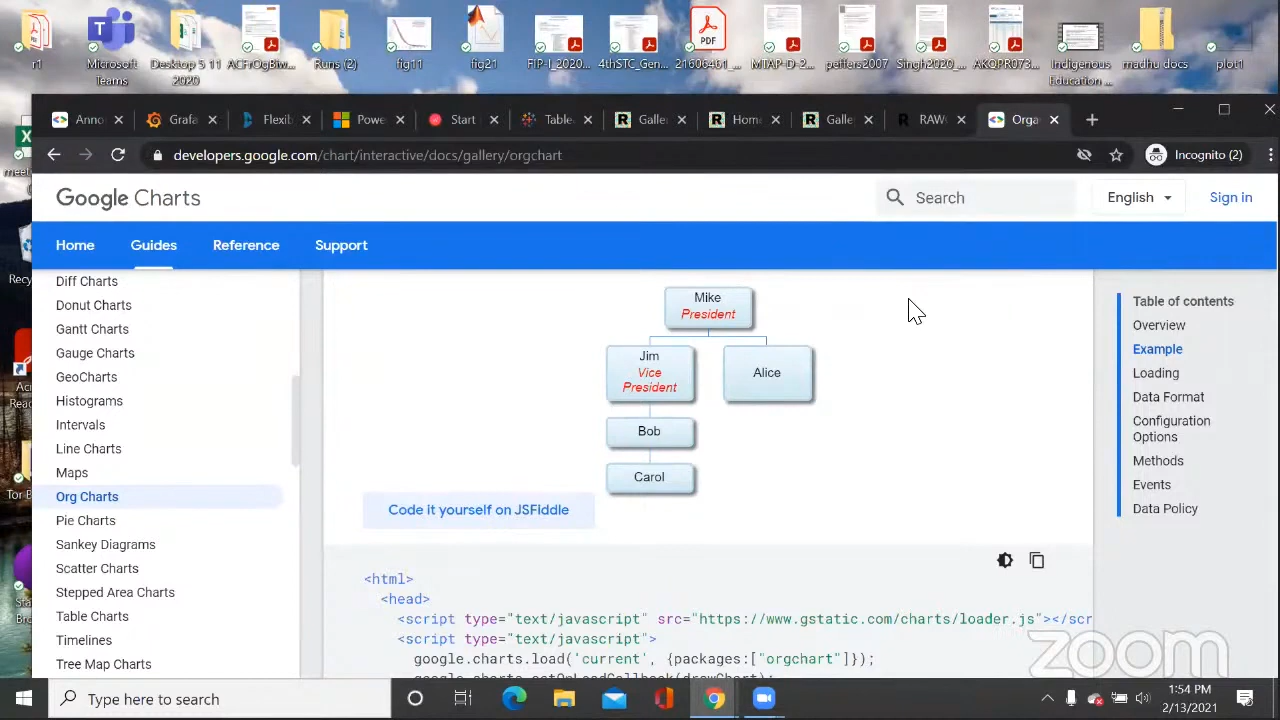 r1
Microsoft Teams
Desktop 5 11 2020
ACFrOgBiw...
Runs (2)
fig11
fig21
FIP-I_2020...
4thSTC_Gen...
PDF
21606461_...
MTAP-D-2...
peffers2007
Singh2020_...
AKQPR073...
Indigenous Education ...
madhu docs
plot1
Anno
Grafa
Flexib
Powe
Start
Table
Galle
Home
Galle
RAW
Orga
developers.google.com/chart/interactive/docs/gallery/orgchart
Incognito (2)
Google Charts
Search
English
Sign in
Home
Guides
Reference
Support
Diff Charts
Donut Charts
Gantt Charts
Gauge Charts
GeoCharts
Histograms
Intervals
Line Charts
Maps
Org Charts
Pie Charts
Sankey Diagrams
Scatter Charts
Stepped Area Charts
Table Charts
Timelines
Tree Map Charts
Mike
President
Jim
Vice
President
Alice
Bob
Carol
Code it yourself on JSFiddle
<html>
<head>
<script type="text/javascript" src="https://www.gstatic.com/charts/loader.js"></scr
<script type="text/javascript">
google.charts.load('current', {packages:["orgchart"]});
google.charts.setOnLoadCallback(drawChart);
Table of contents
Overview
Example
Loading
Data Format
Configuration
Options
Methods
Events
Data Policy
zoom
Type here to search
1:54 PM
2/13/2021